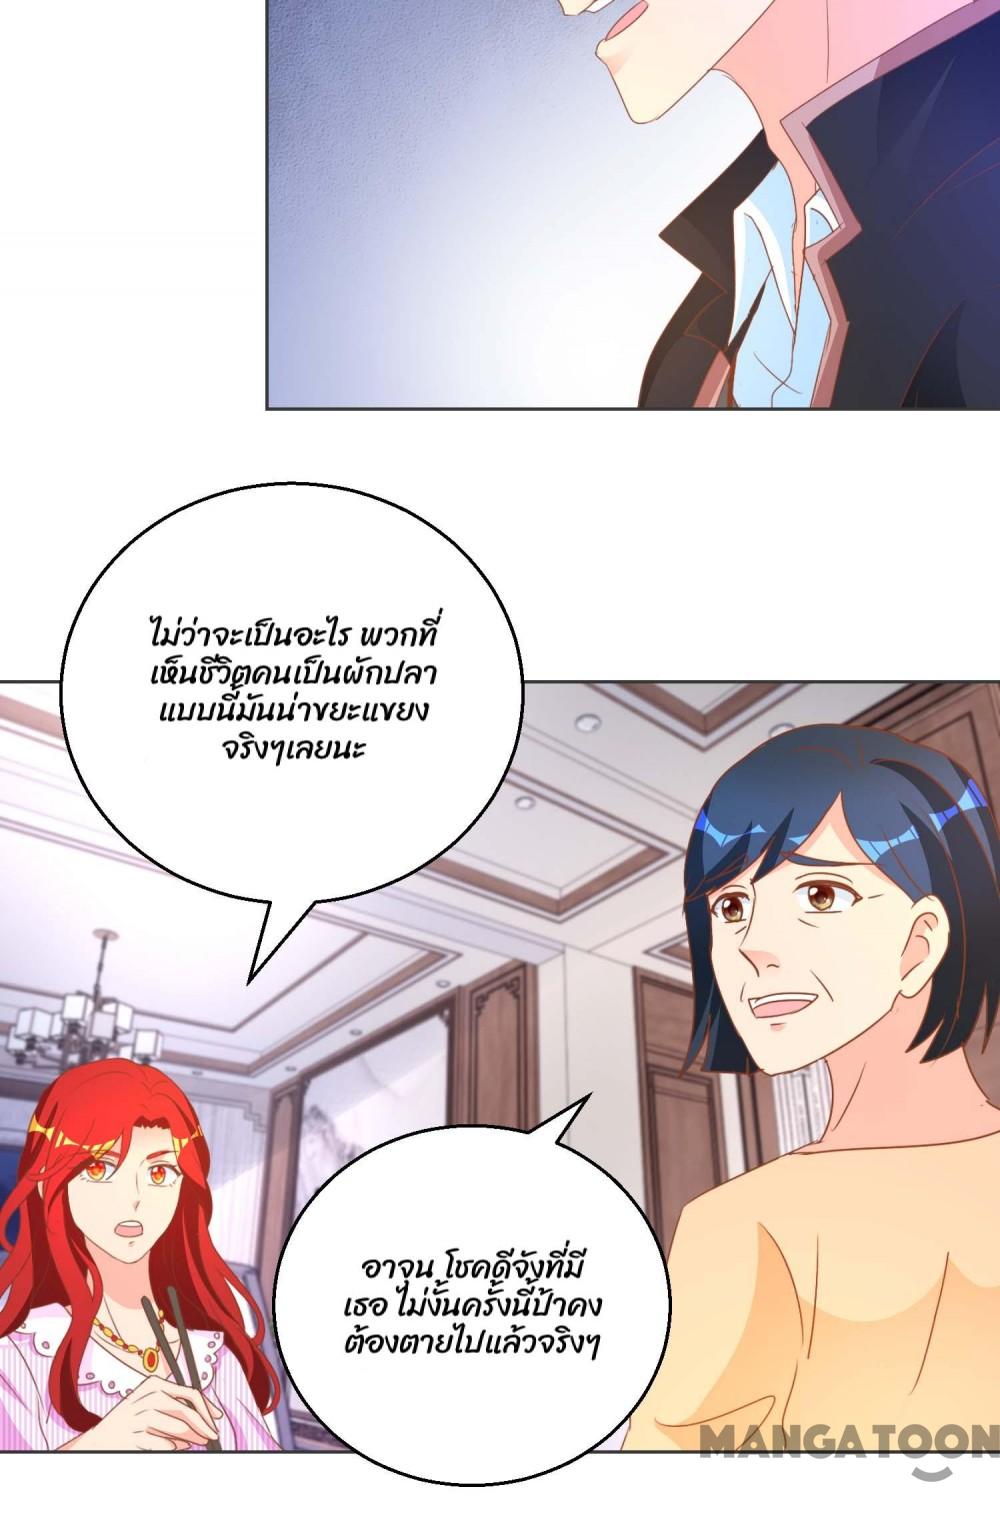 ไม่ว่าจะเป็นอะไร พวกที่
เห็นชีวิตคนเป็นผักปลา
แบบนี้มันน่าขยะแขยง
จริงๆเลยนะ
อาจุน โชคดีจังที่มี
เธอ ไม่งั้นครั้งนี้ป้าคง
ต้องตายไปแล้วจริงๆ
MANGATOON